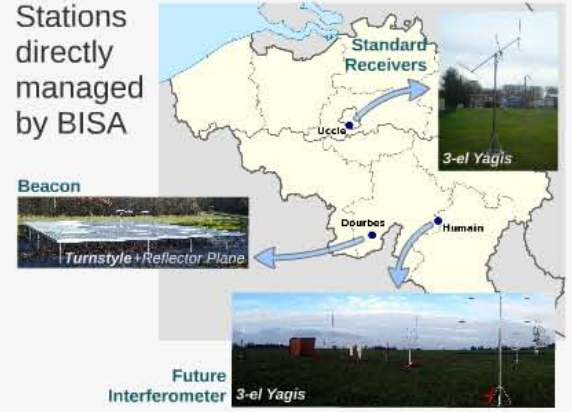 Stations
directly
managed
by BISA
Standard
Receivers
Uccle
3-el Yagis
Beacon
Turnstyle+Reflector Plane
Dourbes
Humain
Future
Interferometer
3-el Yagis